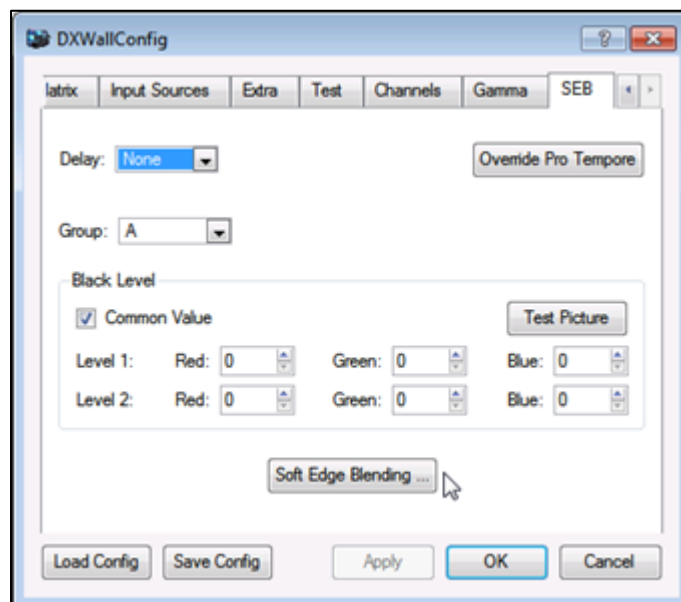 DXWallConfig
latrix Input Sources Extra Test Channels Gamma SEB
Delay: None Override Pro Tempore
Group: A
Black Level
Common Value Test Picture
Level 1: Red: 0 Green: 0 Blue: 0
Level 2: Red: 0 Green: 0 Blue: 0
Soft Edge Blending ...
Load Config Save Config Apply OK Cancel